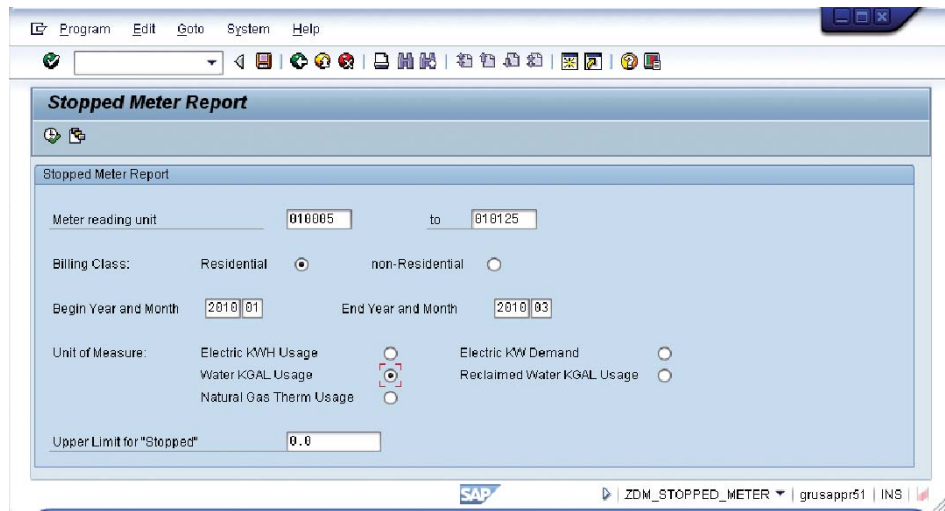 Program Edit Goto System Help
Stopped Meter Report
Stopped Meter Report
Meter reading unit 010005 to 010125
Billing Class: Residential non-Residential
Begin Year and Month 2010 01 End Year and Month 2010 03
Unit of Measure: Electric KWH Usage Electric KW Demand
Water KGAL Usage Reclaimed Water KGAL Usage
Natural Gas Therm Usage
Upper Limit for "Stopped" 0.0
SAP ZDM_STOPPED_METER grusappr51 INS